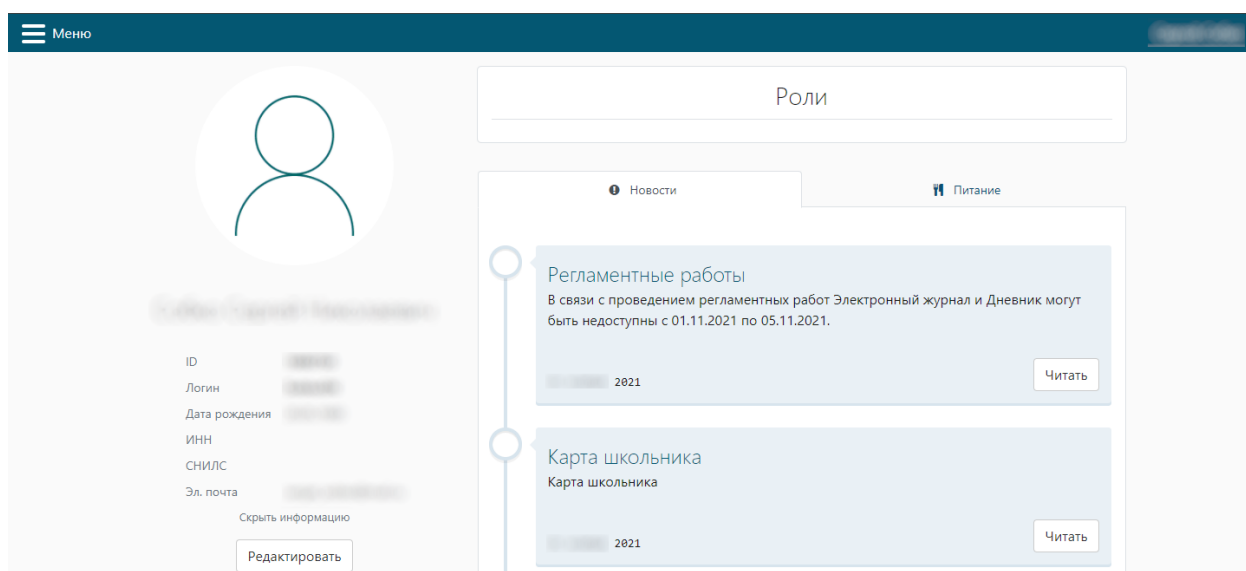 Меню
Роли
Новости
Питание
Регламентные работы
В связи с проведением регламентных работ Электронный журнал и Дневник могут
быть недоступны с 01.11.2021 по 05.11.2021.
2021
Читать
Карта школьника
Карта школьника
2021
Читать
ID
Логин
Дата рождения
ИНН
СНИЛС
Эл. почта
Скрыть информацию
Редактировать